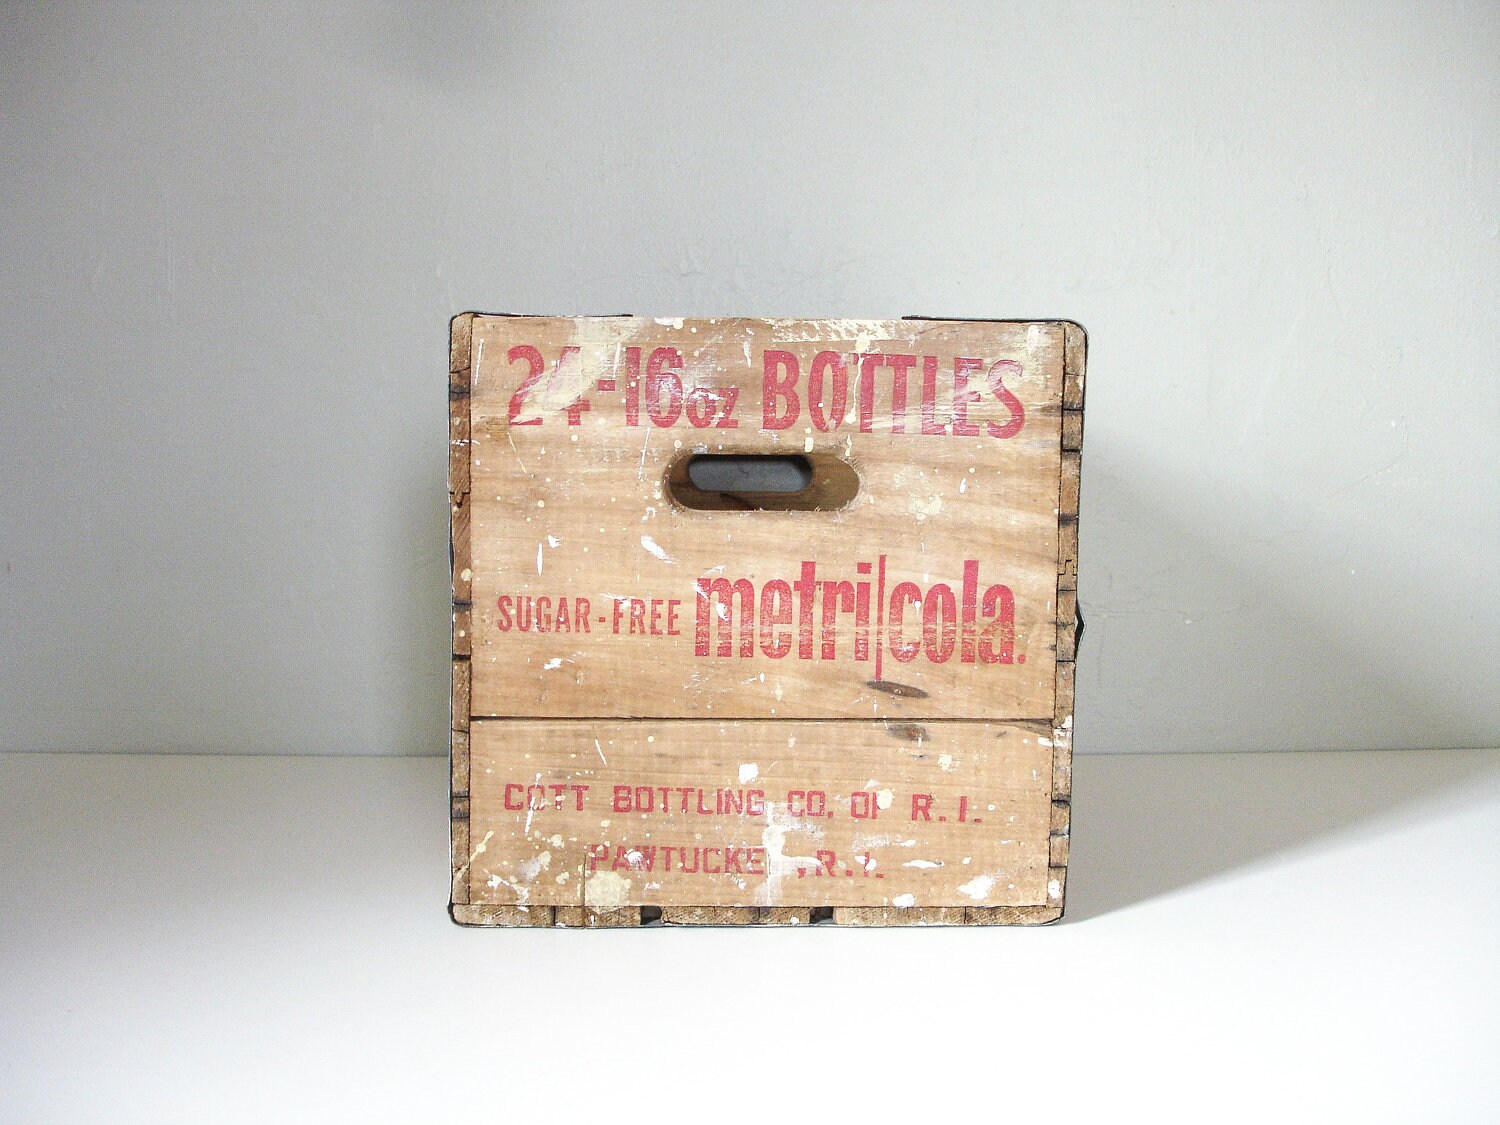 24-16oz BOTTLES
SUGAR-FREE metri|cola.
COTT BOTTLING CO. OF R.I.
PAWTUCKE ,R.I.